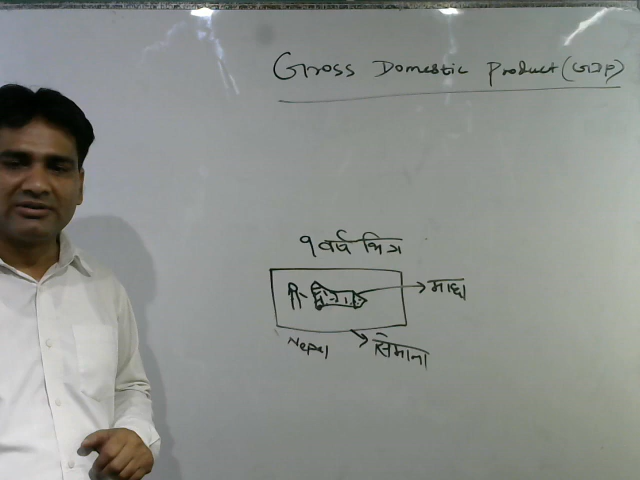 Gross Domestic Product (GDP)
१ वर्ष भित्र
माछा
Nepal
सिमाना